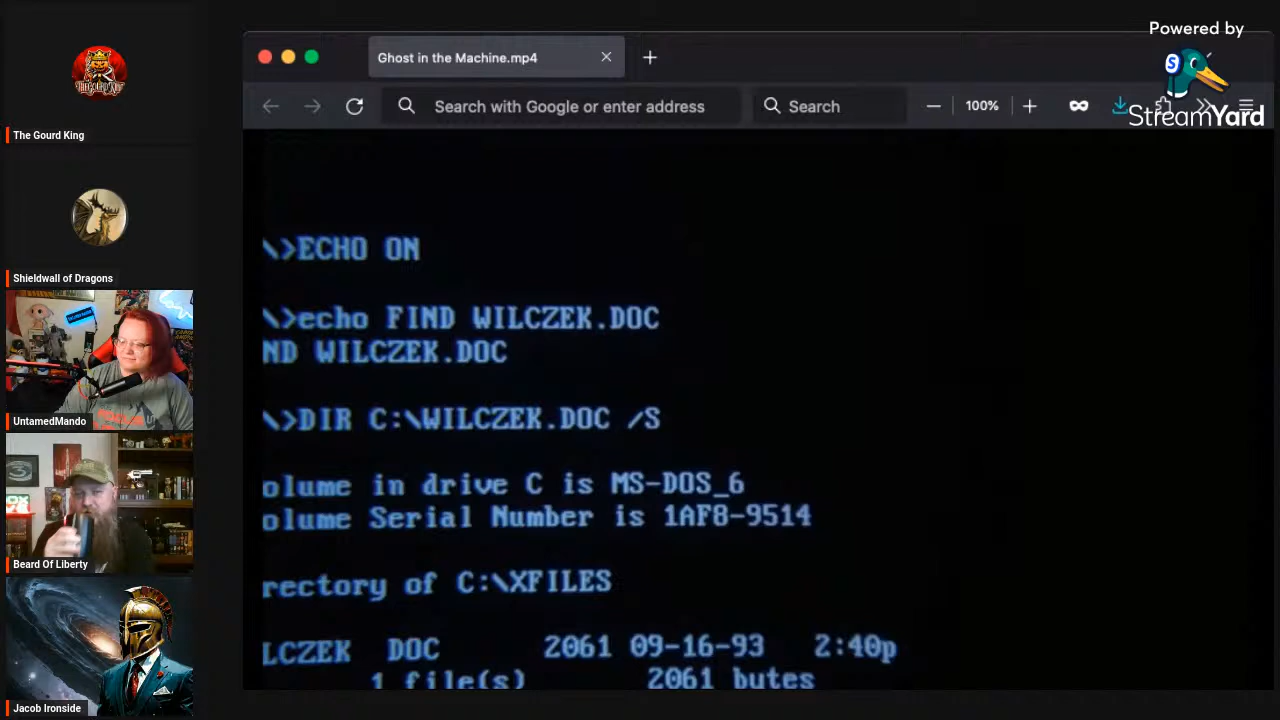 Powered by
StreamYard
Ghost in the Machine.mp4
Search with Google or enter address
Search
100%
The Gourd King
Shieldwall of Dragons
UntamedMando
Beard Of Liberty
Jacob Ironside
\>ECHO ON
\>echo FIND WILCZEK.DOC
ND WILCZEK.DOC
\>DIR C:\WILCZEK.DOC /S
olume in drive C is MS-DOS_6
olume Serial Number is 1AF8-9514
rectory of C:\XFILES
LCZEK DOC 2061 09-16-93 2:40p
1 file(s) 2061 bytes